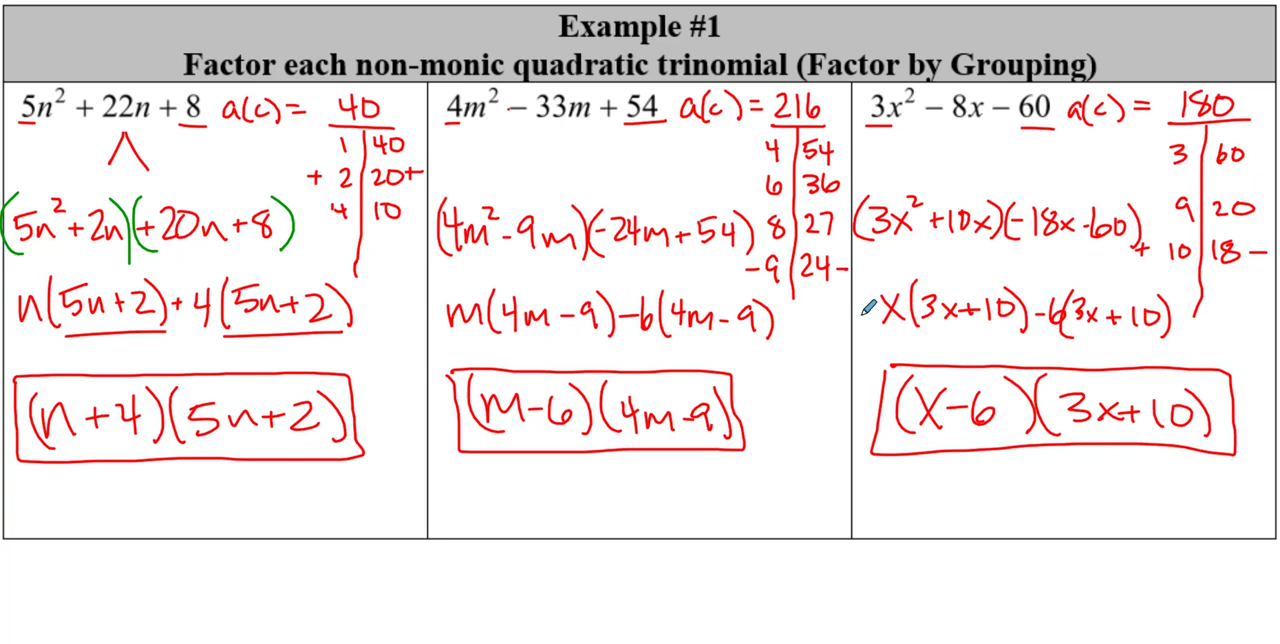 Example #1
Factor each non-monic quadratic trinomial (Factor by Grouping)
5n² + 22n + 8 a(c) = 40
1 | 40
+ 2 | 20 +
4 | 10
(5n² + 2n)(+20n + 8)
n(5n + 2) + 4(5n + 2)
(n + 4)(5n + 2)
4m² − 33m + 54 a(c) = 216
4 | 54
6 | 36
8 | 27
− 9 | 24 −
(4m² - 9m)(-24m + 54)
m(4m − 9) − 6(4m − 9)
(m − 6)(4m − 9)
3x² − 8x − 60 a(c) = 180
3 | 60
9 | 20
+ 10 | 18 −
(3x² + 10x)(-18x - 60)
x(3x + 10) - 6(3x + 10)
(x − 6)(3x + 10)